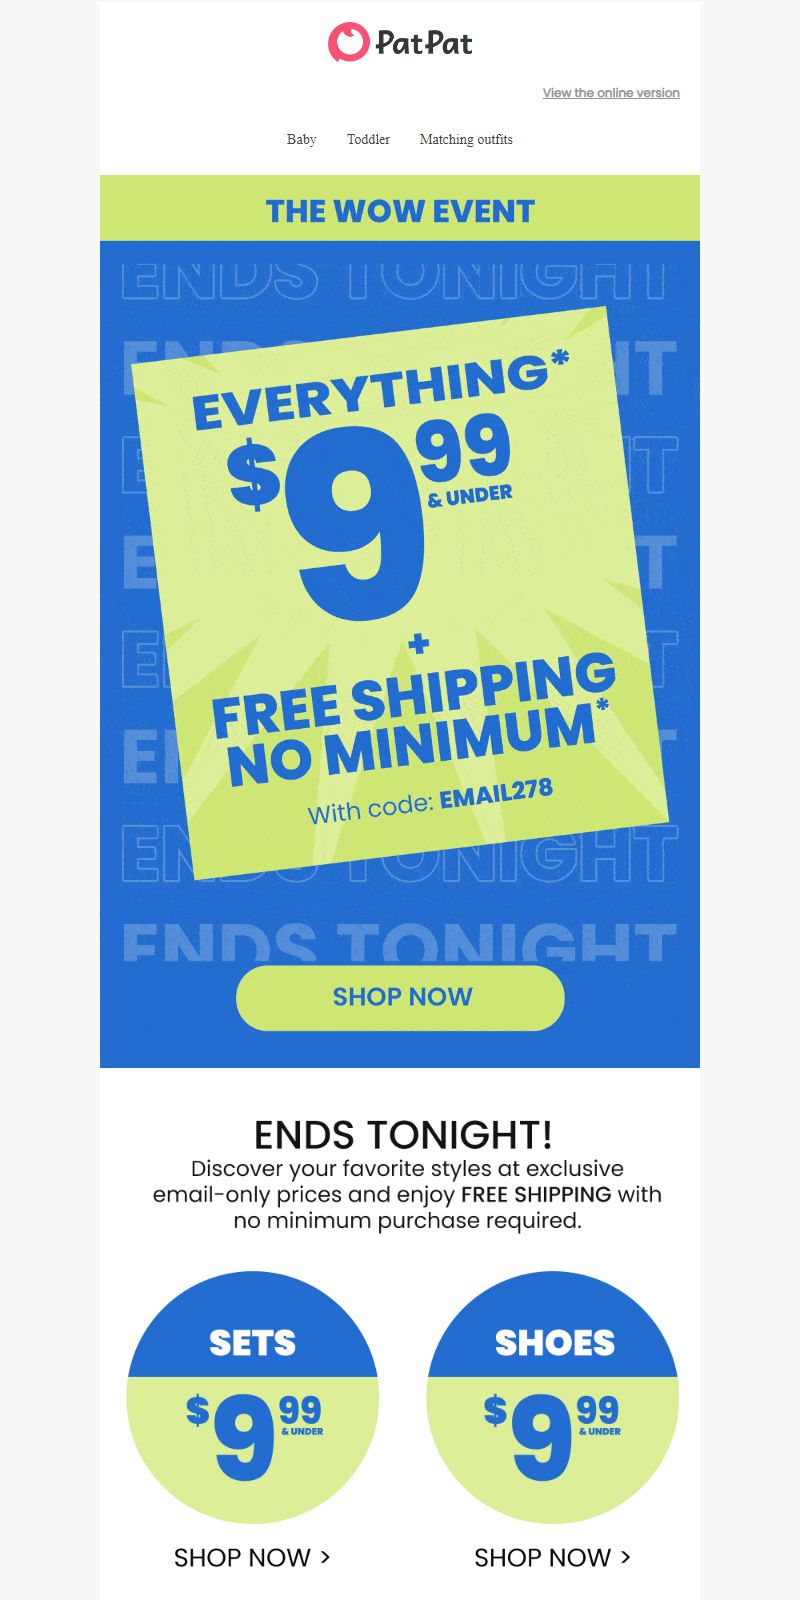 PatPat
View the online version
Baby Toddler Matching outfits
THE WOW EVENT
ENDS TONIGHT
EVERYTHING*
$9.99
& UNDER
+
FREE SHIPPING
NO MINIMUM*
With code: EMAIL278
ENDS TONIGHT
ENDS TONIGHT
SHOP NOW
ENDS TONIGHT!
Discover your favorite styles at exclusive
email-only prices and enjoy FREE SHIPPING with
no minimum purchase required.
SETS
$9.99
& UNDER
SHOP NOW >
SHOES
$9.99
& UNDER
SHOP NOW >